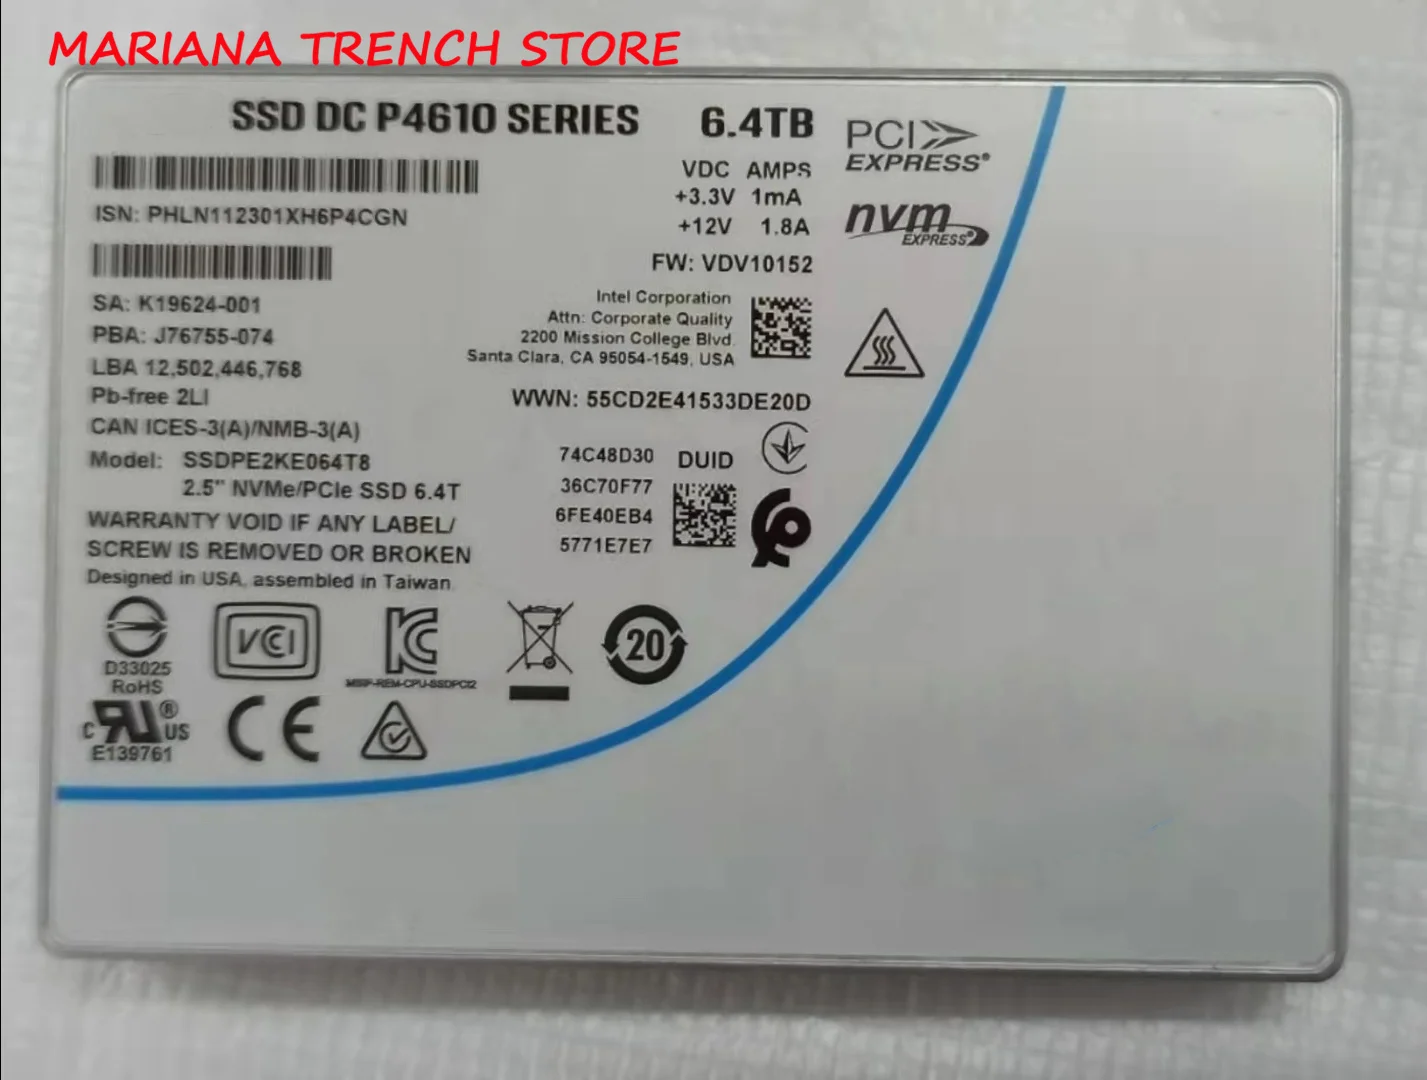 MARIANA TRENCH STORE
SSD DC P4610 SERIES 6.4TB
PCI
EXPRESS®
VDC AMPS
+3.3V 1mA
+12V 1.8A
nvm
EXPRESS
ISN: PHLN112301XH6P4CGN
FW: VDV10152
SA: K19624-001
PBA: J76755-074
LBA 12,502,446,768
Pb-free 2LI
CAN ICES-3(A)/NMB-3(A)
Model: SSDPE2KE064T8
2.5" NVMe/PCIe SSD 6.4T
WARRANTY VOID IF ANY LABEL/
SCREW IS REMOVED OR BROKEN
Designed in USA, assembled in Taiwan
Intel Corporation
Attn: Corporate Quality
2200 Mission College Blvd.
Santa Clara, CA 95054-1549, USA
WWN: 55CD2E41533DE20D
74C48D30 DUID
36C70F77
6FE40EB4
5771E7E7
D33025
RoHS
VCI
MSIP-REM-CPU-SSDPCI2
20
C US ®
E139761
CE